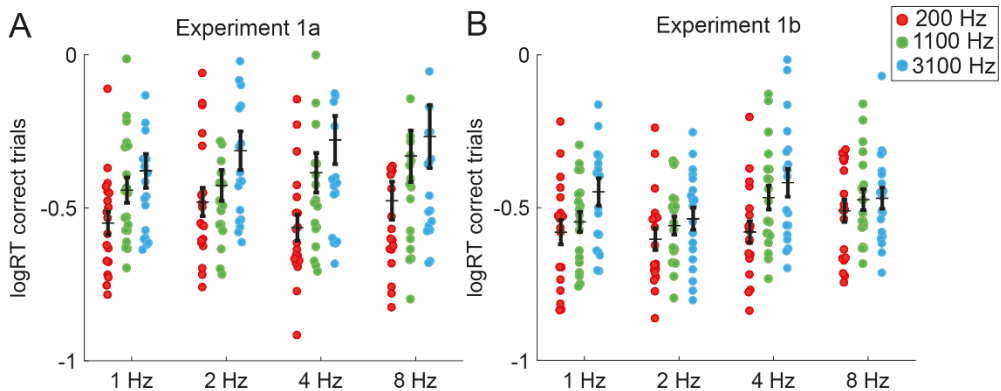 A
Experiment 1a
logRT correct trials
0
-0.5
-1
1 Hz
2 Hz
4 Hz
8 Hz
B
Experiment 1b
logRT correct trials
0
-0.5
-1
1 Hz
2 Hz
4 Hz
8 Hz
200 Hz
1100 Hz
3100 Hz